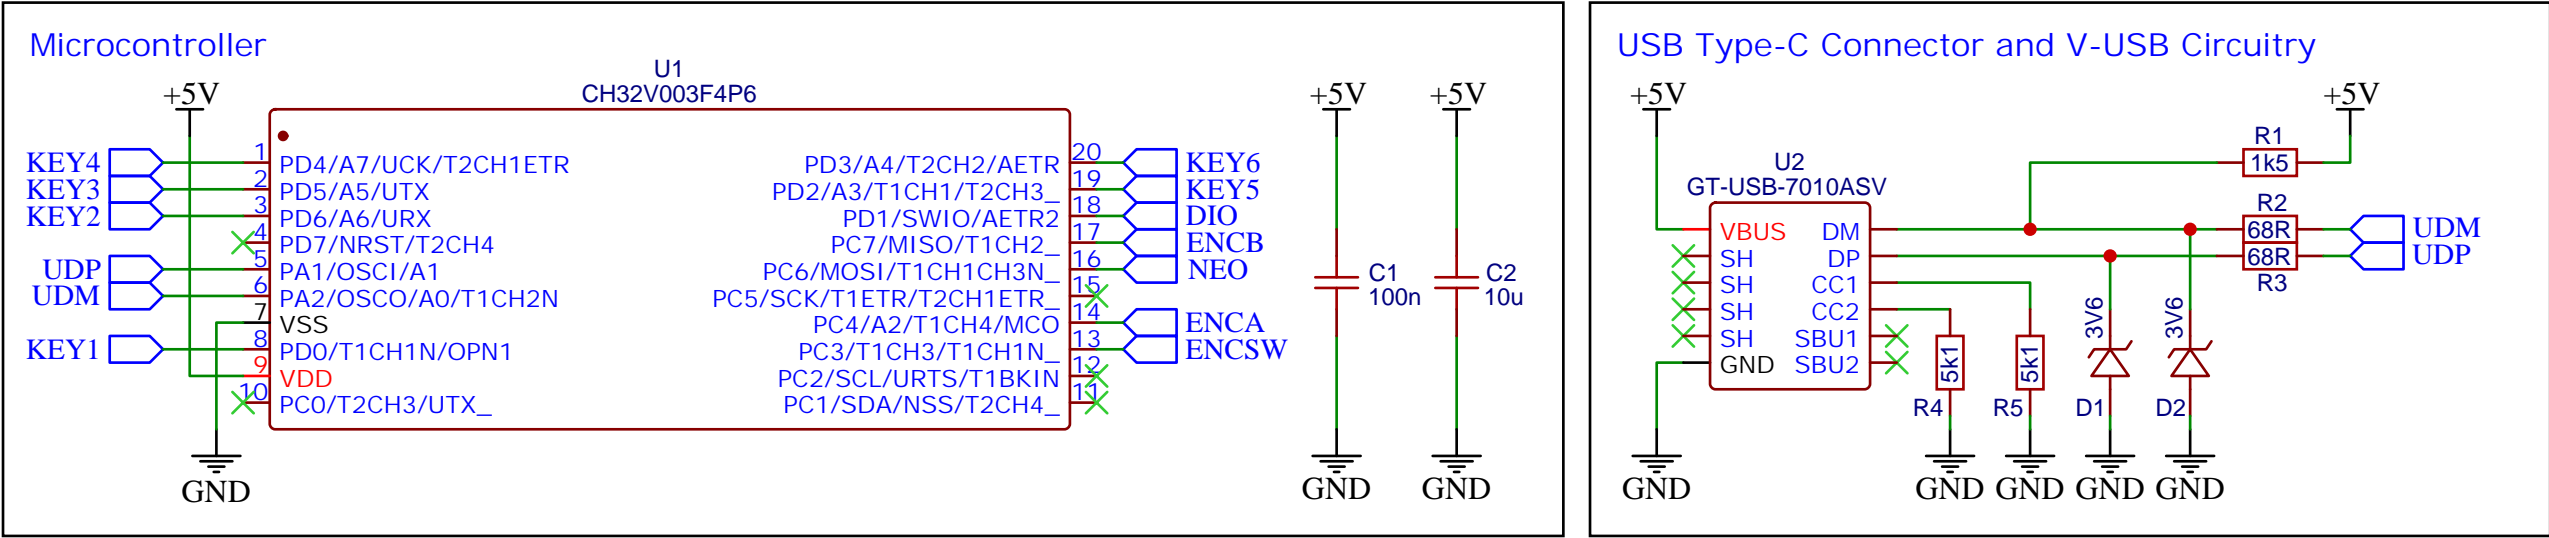 Microcontroller
+5V
U1
CH32V003F4P6
KEY4
KEY3
KEY2
UDP
UDM
KEY1
1 PD4/A7/UCK/T2CH1ETR
2 PD5/A5/UTX
3 PD6/A6/URX
4 PD7/NRST/T2CH4
5 PA1/OSCI/A1
6 PA2/OSCO/A0/T1CH2N
7 VSS
8 PD0/T1CH1N/OPN1
9 VDD
10 PC0/T2CH3/UTX_
PD3/A4/T2CH2/AETR 20
PD2/A3/T1CH1/T2CH3_ 19
PD1/SWIO/AETR2 18
PC7/MISO/T1CH2_ 17
PC6/MOSI/T1CH1CH3N_ 16
PC5/SCK/T1ETR/T2CH1ETR_ 15
PC4/A2/T1CH4/MCO 14
PC3/T1CH3/T1CH1N_ 13
PC2/SCL/URTS/T1BKIN 12
PC1/SDA/NSS/T2CH4_ 11
KEY6
KEY5
DIO
ENCB
NEO
ENCA
ENCSW
GND
+5V
C1
100n
GND
+5V
C2
10u
GND
USB Type-C Connector and V-USB Circuitry
+5V
U2
GT-USB-7010ASV
VBUS
SH
SH
SH
SH
GND
DM
DP
CC1
CC2
SBU1
SBU2
GND
+5V
R1
1k5
R2
68R
68R
R3
UDM
UDP
5k1
R4
5k1
R5
3V6
D1
3V6
D2
GND
GND
GND
GND